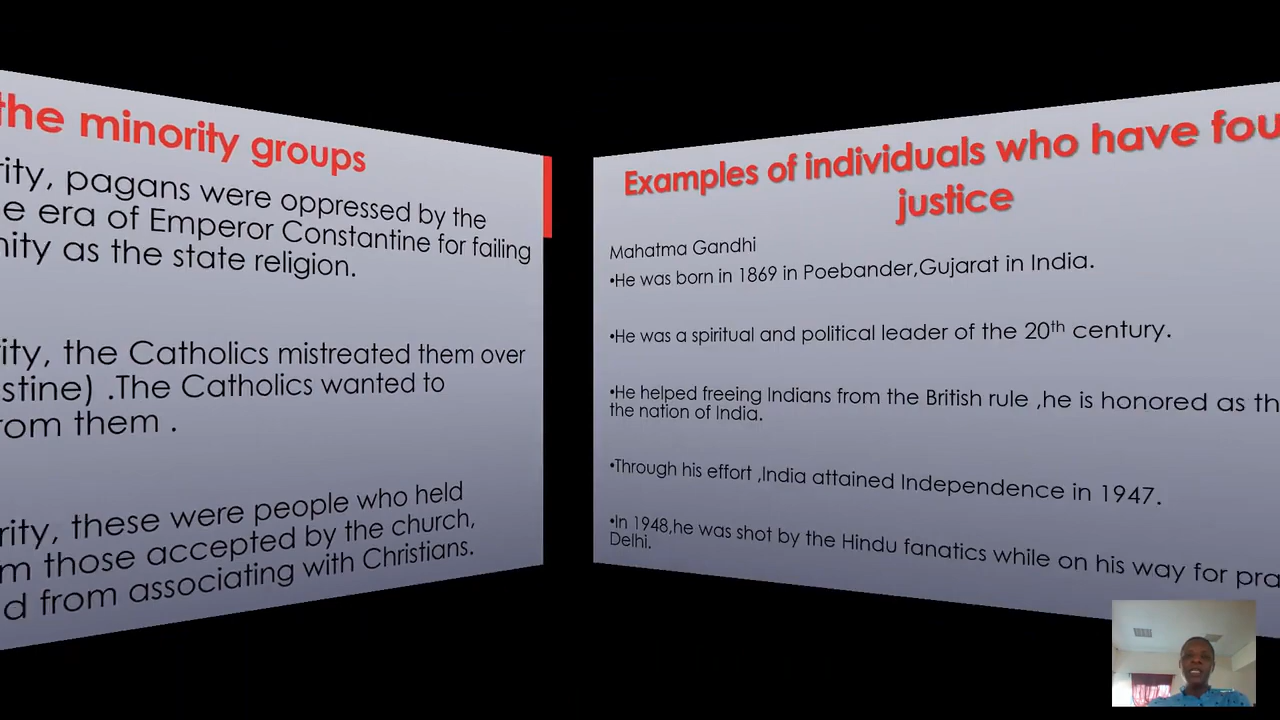 the minority groups
rity, pagans were oppressed by the
e era of Emperor Constantine for failing
nity as the state religion.
rity, the Catholics mistreated them over
stine) .The Catholics wanted to
rom them .
rity, these were people who held
m those accepted by the church,
d from associating with Christians.
Examples of individuals who have fou
justice
Mahatma Gandhi
•He was born in 1869 in Poebander,Gujarat in India.
•He was a spiritual and political leader of the 20th century.
•He helped freeing Indians from the British rule ,he is honored as th
the nation of India.
•Through his effort ,India attained Independence in 1947.
•In 1948,he was shot by the Hindu fanatics while on his way for pra
Delhi.